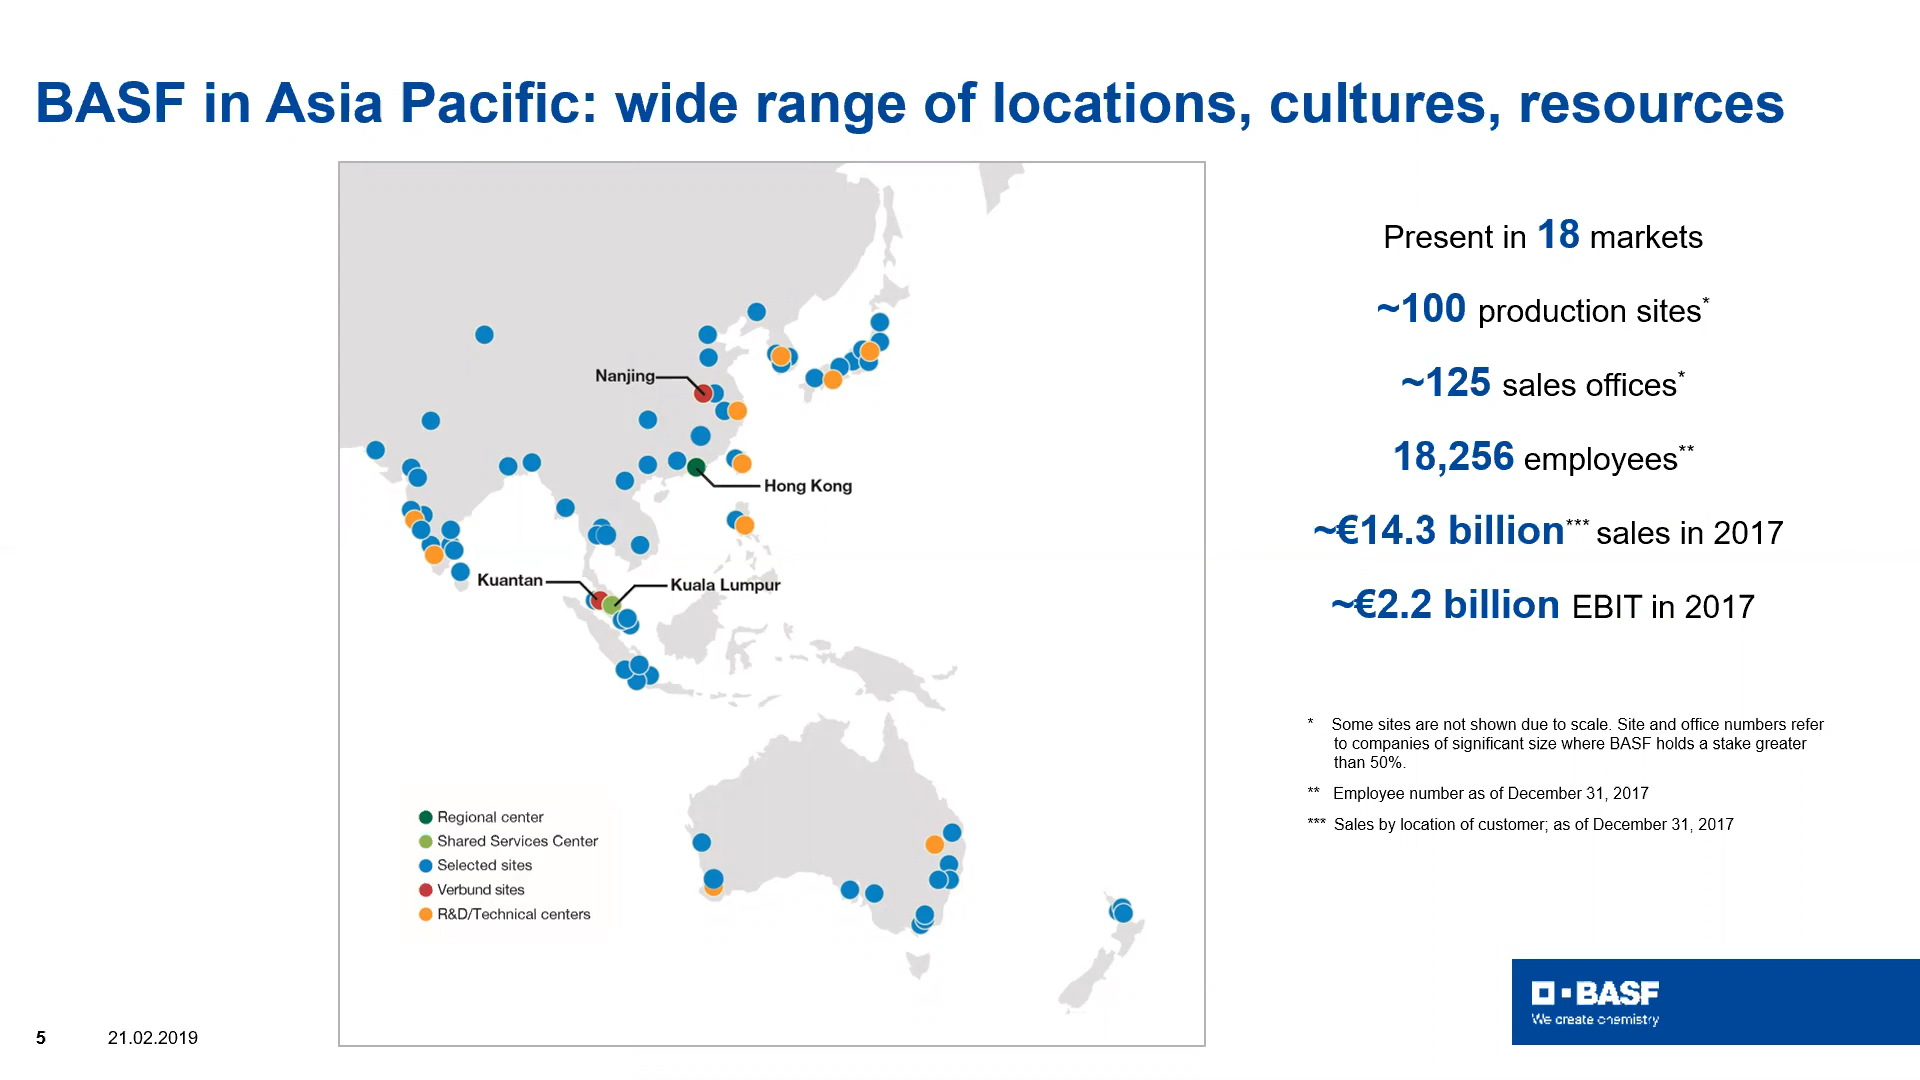 BASF in Asia Pacific: wide range of locations, cultures, resources
Nanjing
Hong Kong
Kuantan
Kuala Lumpur
Regional center
Shared Services Center
Selected sites
Verbund sites
R&D/Technical centers
Present in 18 markets
~100 production sites*
~125 sales offices*
18,256 employees**
~€14.3 billion*** sales in 2017
~€2.2 billion EBIT in 2017
* Some sites are not shown due to scale. Site and office numbers refer
to companies of significant size where BASF holds a stake greater
than 50%.
** Employee number as of December 31, 2017
*** Sales by location of customer; as of December 31, 2017
BASF
We create chemistry
5 21.02.2019